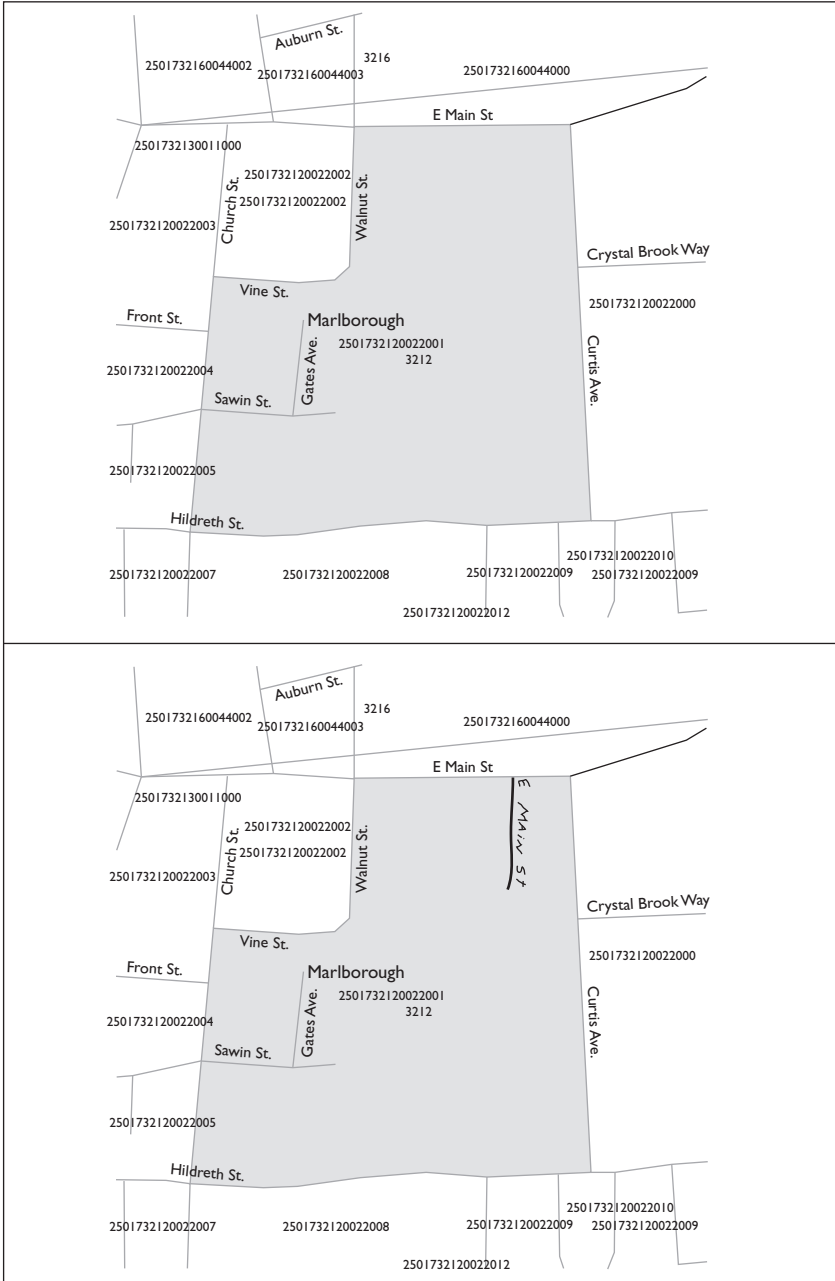 Auburn St.
3216
2501732160044002
2501732160044003
2501732160044000
E Main St
2501732130011000
2501732120022002
2501732120022002
Church St.
Walnut St.
2501732120022003
Crystal Brook Way
Vine St.
2501732120022000
Front St.
Marlborough
2501732120022001
3212
Gates Ave.
Curtis Ave.
2501732120022004
Sawin St.
2501732120022005
Hildreth St.
2501732120022010
2501732120022007
2501732120022008
2501732120022009
2501732120022009
2501732120022012
Auburn St.
3216
2501732160044002
2501732160044003
2501732160044000
E Main St
E MAiN St
2501732130011000
2501732120022002
2501732120022002
Church St.
Walnut St.
2501732120022003
Crystal Brook Way
Vine St.
2501732120022000
Front St.
Marlborough
2501732120022001
3212
Gates Ave.
Curtis Ave.
2501732120022004
Sawin St.
2501732120022005
Hildreth St.
2501732120022010
2501732120022007
2501732120022008
2501732120022009
2501732120022009
2501732120022012